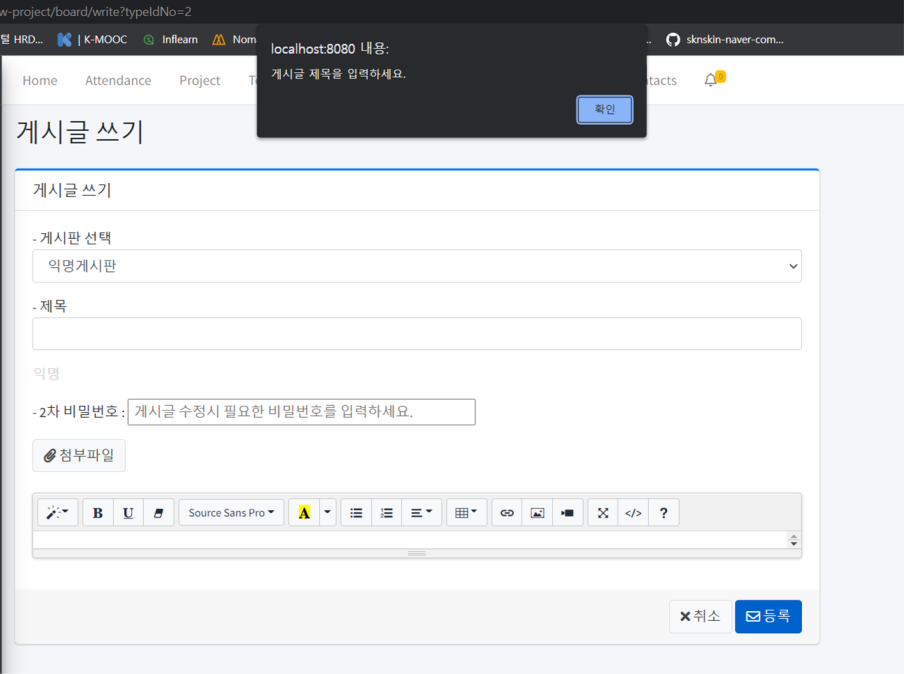 w-project/board/write?typeIdNo=2
털 HRD...
| K-MOOC
Inflearn
Nom
...
sknskin-naver-com...
localhost:8080 내용:
게시글 제목을 입력하세요.
확인
Home
Attendance
Project
ntacts
0
게시글 쓰기
게시글 쓰기
- 게시판 선택
익명게시판
- 제목
익명
- 2차 비밀번호 : 게시글 수정시 필요한 비밀번호를 입력하세요.
첨부파일
B
U
Source Sans Pro
A
</>
?
취소
등록